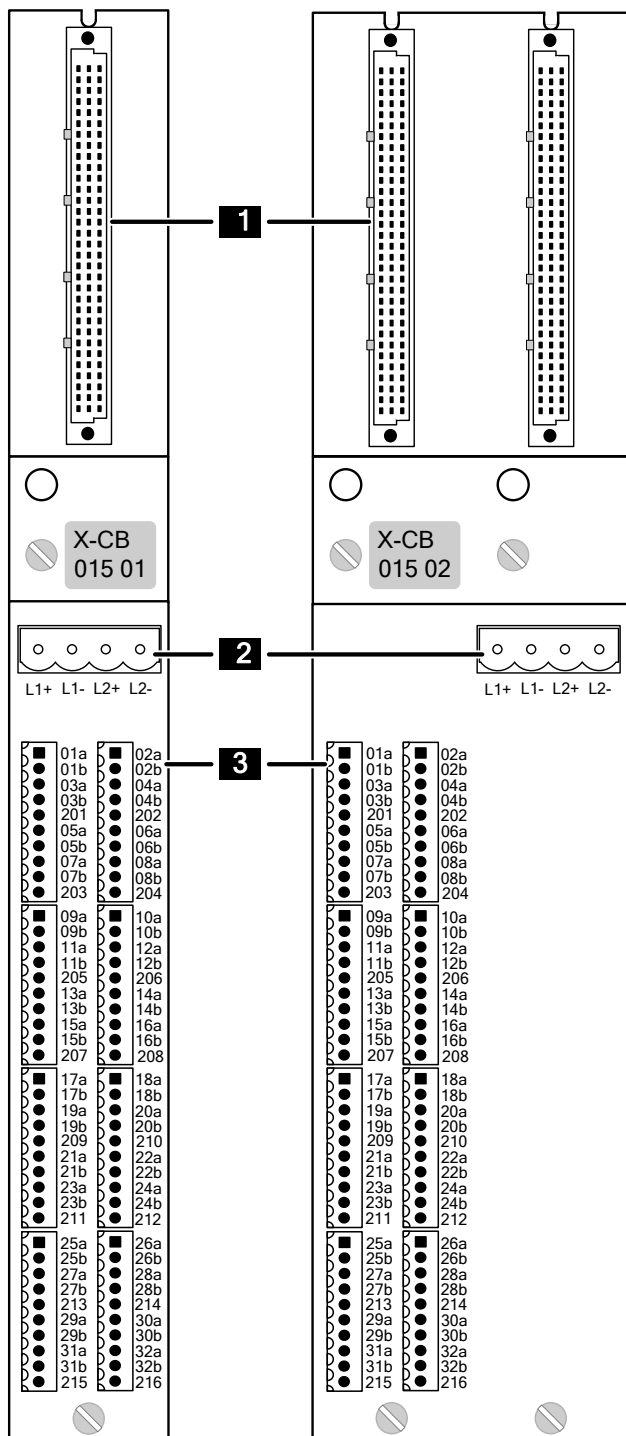 1
X-CB
015 01
X-CB
015 02
2
L1+ L1- L2+ L2-
L1+ L1- L2+ L2-
3
01a 02a
01b 02b
03a 04a
03b 04b
201 202
05a 06a
05b 06b
07a 08a
07b 08b
203 204
09a 10a
09b 10b
11a 12a
11b 12b
205 206
13a 14a
13b 14b
15a 16a
15b 16b
207 208
17a 18a
17b 18b
19a 20a
19b 20b
209 210
21a 22a
21b 22b
23a 24a
23b 24b
211 212
25a 26a
25b 26b
27a 28a
27b 28b
213 214
29a 30a
29b 30b
31a 32a
31b 32b
215 216
01a 02a
01b 02b
03a 04a
03b 04b
201 202
05a 06a
05b 06b
07a 08a
07b 08b
203 204
09a 10a
09b 10b
11a 12a
11b 12b
205 206
13a 14a
13b 14b
15a 16a
15b 16b
207 208
17a 18a
17b 18b
19a 20a
19b 20b
209 210
21a 22a
21b 22b
23a 24a
23b 24b
211 212
25a 26a
25b 26b
27a 28a
27b 28b
213 214
29a 30a
29b 30b
31a 32a
31b 32b
215 216